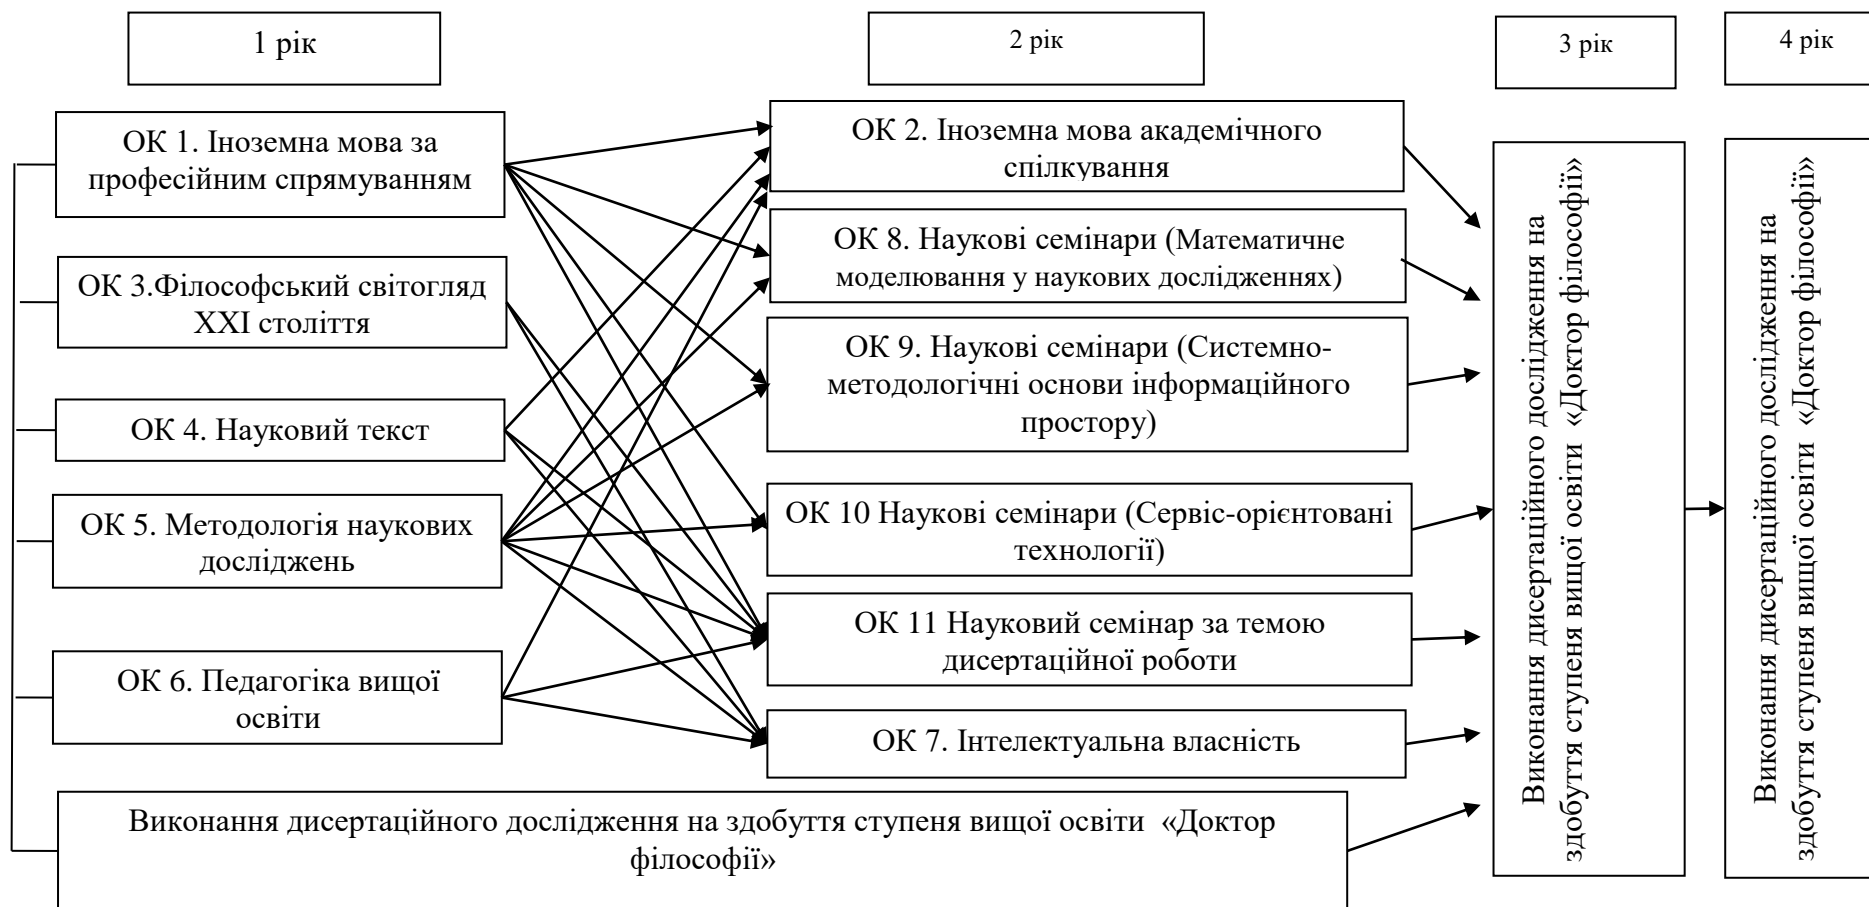 1 рік
2 рік
3 рік
4 рік
ОК 1. Іноземна мова за
професійним спрямуванням
ОК 3.Філософський світогляд
ХХІ століття
ОК 4. Науковий текст
ОК 5. Методологія наукових
досліджень
ОК 6. Педагогіка вищої
освіти
ОК 2. Іноземна мова академічного
спілкування
ОК 8. Наукові семінари (Математичне
моделювання у наукових дослідженнях)
ОК 9. Наукові семінари (Системно-
методологічні основи інформаційного
простору)
ОК 10 Наукові семінари (Сервіс-орієнтовані
технології)
ОК 11 Науковий семінар за темою
дисертаційної роботи
ОК 7. Інтелектуальна власність
Виконання дисертаційного дослідження на здобуття ступеня вищої освіти «Доктор
філософії»
Виконання дисертаційного дослідження на
здобуття ступеня вищої освіти «Доктор філософії»
Виконання дисертаційного дослідження на
здобуття ступеня вищої освіти «Доктор філософії»